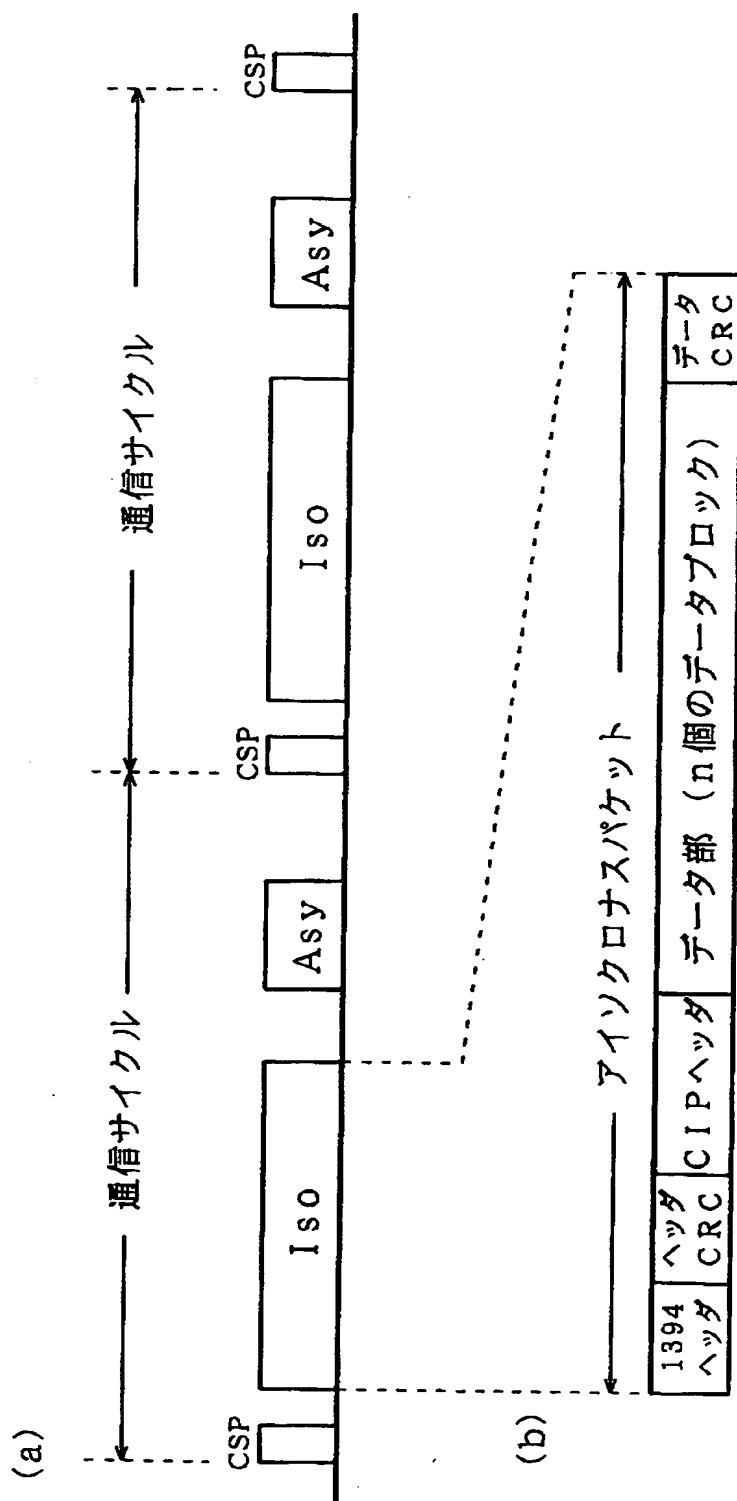 (a)
通信サイクル
通信サイクル
CSP
Iso
Asy
CSP
Iso
Asy
CSP
(b)
アイソクロナスパケット
1394
ヘッダ
ヘッダ
CRC
CIPヘッダ
データ部 (n個のデータブロック)
データ
CRC